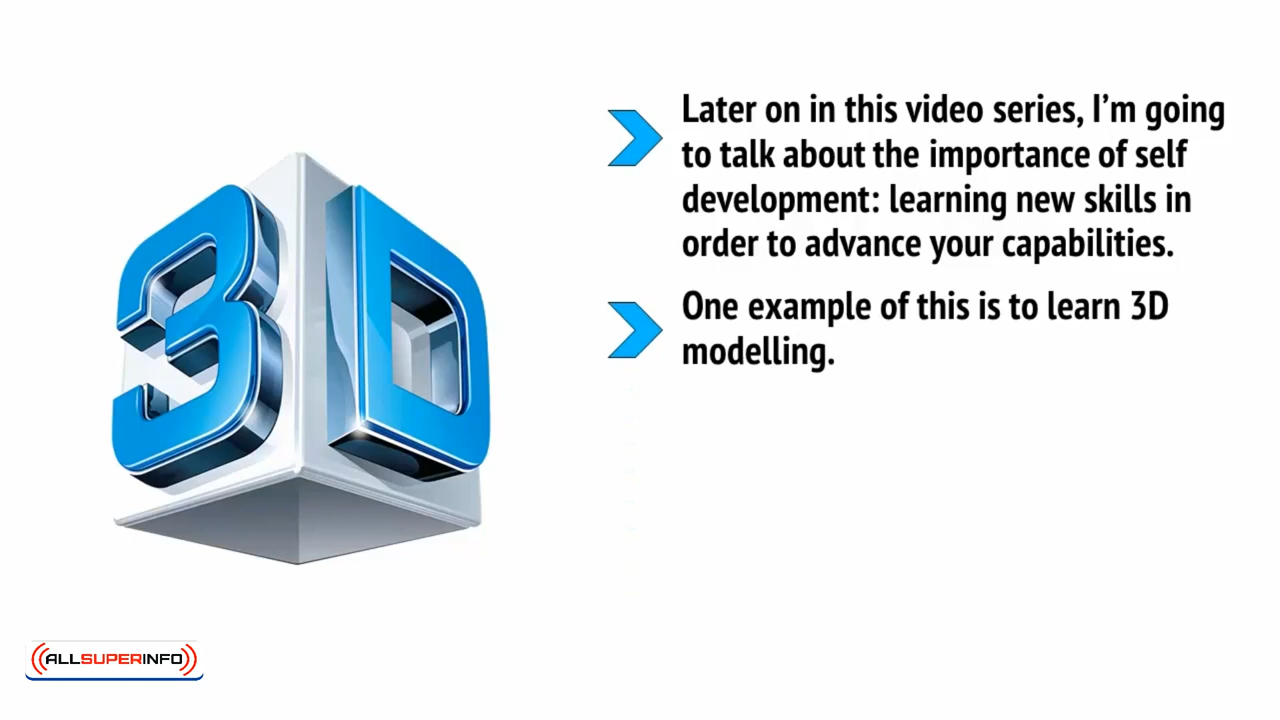 3D
Later on in this video series, I’m going
to talk about the importance of self
development: learning new skills in
order to advance your capabilities.
One example of this is to learn 3D
modelling.
ALLSUPERINFO